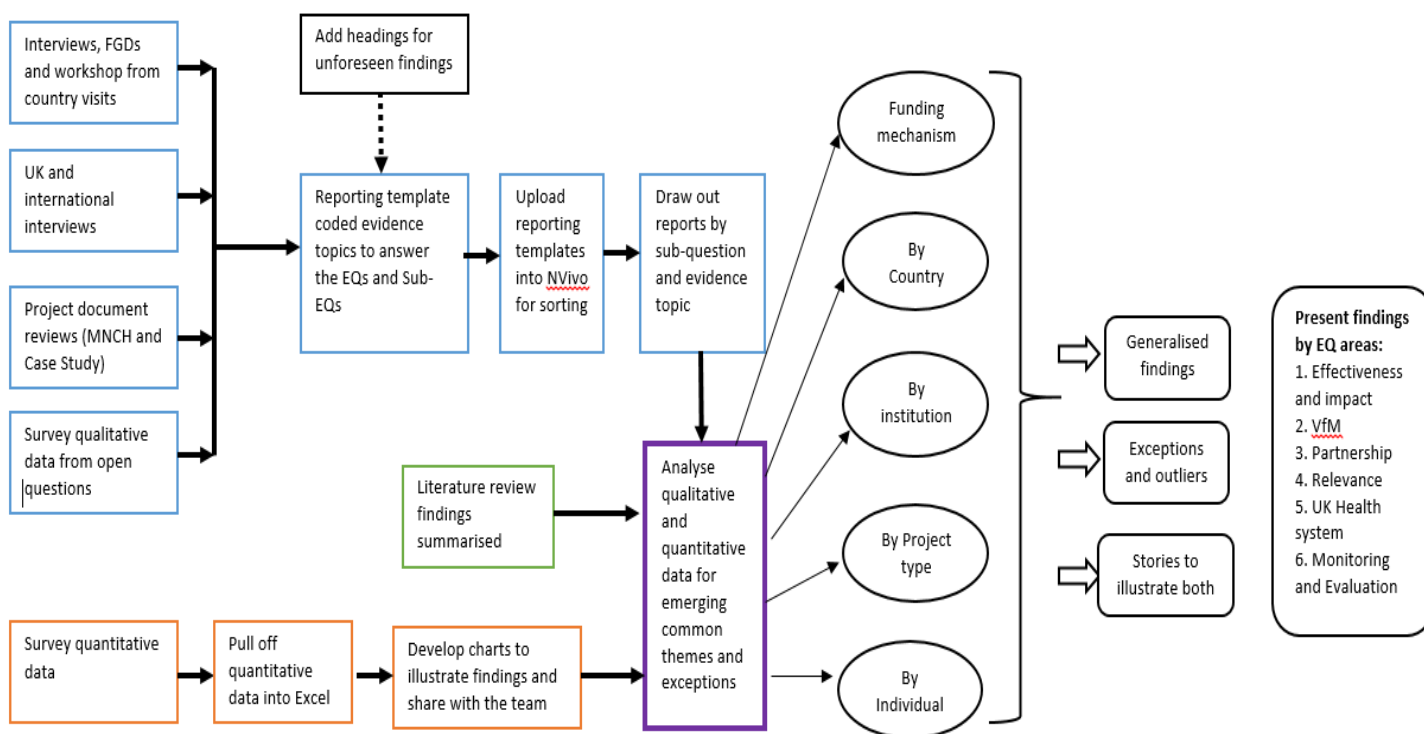 Interviews, FGDs
and workshop from
country visits
UK and
international
interviews
Project document
reviews (MNCH and
Case Study)
Survey qualitative
data from open
questions
Add headings for
unforeseen findings
Reporting template
coded evidence
topics to answer
the EQs and Sub-
EQs
Upload
reporting
templates
into NVivo
for sorting
Draw out
reports by
sub-question
and evidence
topic
Literature review
findings
summarised
Survey quantitative
data
Pull off
quantitative
data into Excel
Develop charts to
illustrate findings and
share with the team
Analyse
qualitative
and
quantitative
data for
emerging
common
themes and
exceptions
Funding
mechanism
By
Country
By
institution
By Project
type
By
Individual
Generalised
findings
Exceptions
and outliers
Stories to
illustrate both
Present findings
by EQ areas:
1. Effectiveness
and impact
2. VfM
3. Partnership
4. Relevance
5. UK Health
system
6. Monitoring
and Evaluation